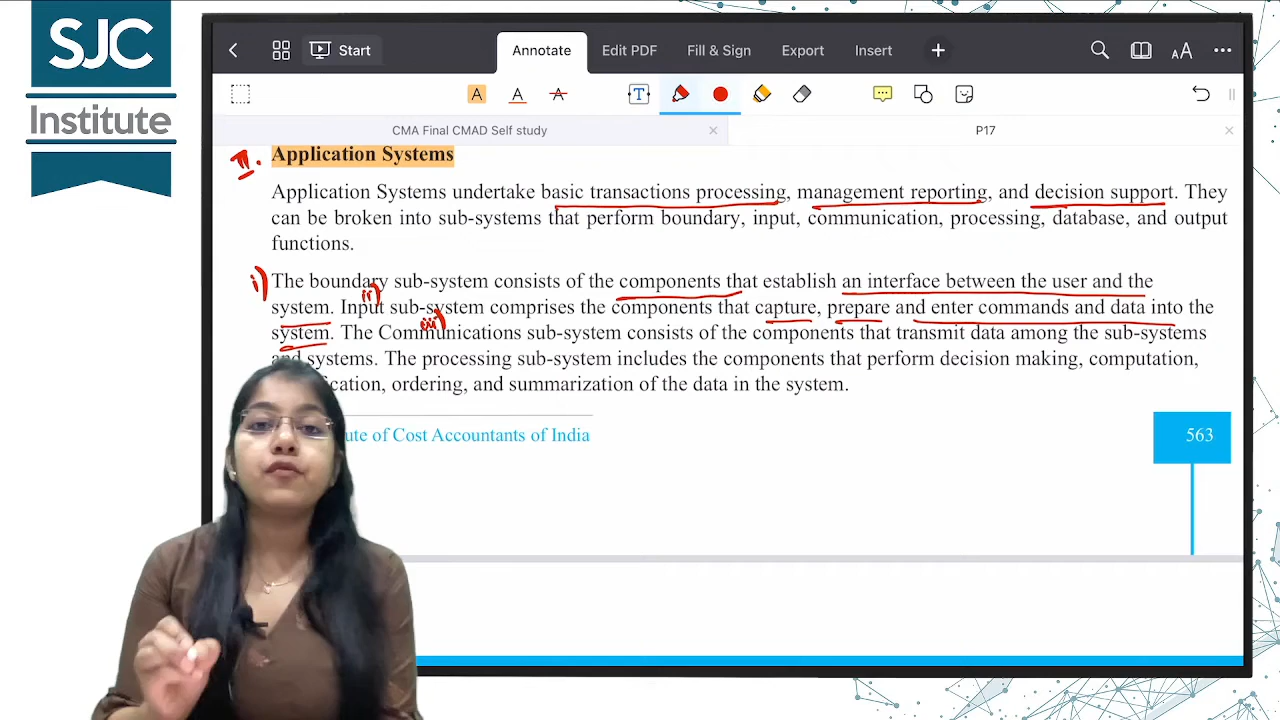 SJC
Institute
Start
Annotate
Edit PDF
Fill & Sign
Export
Insert
CMA Final CMAD Self study
P17
II. Application Systems
Application Systems undertake basic transactions processing, management reporting, and decision support. They
can be broken into sub-systems that perform boundary, input, communication, processing, database, and output
functions.
i) The boundary sub-system consists of the components that establish an interface between the user and the
ii)
system. Input sub-system comprises the components that capture, prepare and enter commands and data into the
iii)
system. The Communications sub-system consists of the components that transmit data among the sub-systems
and systems. The processing sub-system includes the components that perform decision making, computation,
ication, ordering, and summarization of the data in the system.
ute of Cost Accountants of India
563